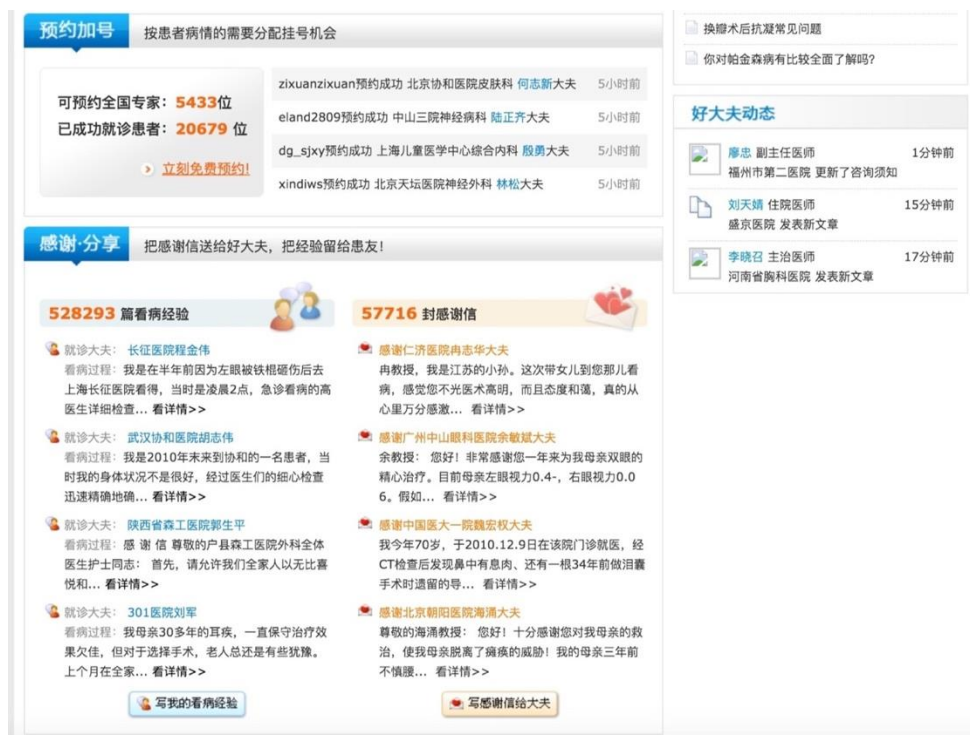 预约加号 按患者病情的需要分配挂号机会
可预约全国专家：5433位
已成功就诊患者：20679 位
立刻免费预约!
zixuanzixuan预约成功 北京协和医院皮肤科 何志新大夫 5小时前
eland2809预约成功 中山三院神经病科 陆正齐大夫 5小时前
dg_sjxy预约成功 上海儿童医学中心综合内科 殷勇大夫 5小时前
xindiws预约成功 北京天坛医院神经外科 林松大夫 5小时前
感谢·分享 把感谢信送给好大夫，把经验留给患友!
528293 篇看病经验
就诊大夫： 长征医院程金伟
看病过程：我是在半年前因为左眼被铁棍砸伤后去
上海长征医院看得，当时是凌晨2点，急诊看病的高
医生详细检查... 看详情>>
就诊大夫： 武汉协和医院胡志伟
看病过程：我是2010年末来到协和的一名患者，当
时我的身体状况不是很好，经过医生们的细心检查
迅速精确地确... 看详情>>
就诊大夫： 陕西省森工医院郭生平
看病过程：感 谢 信 尊敬的户县森工医院外科全体
医生护士同志： 首先，请允许我们全家人以无比喜
悦和... 看详情>>
就诊大夫： 301医院刘军
看病过程：我母亲30多年的耳疾，一直保守治疗效
果欠佳，但对于选择手术，老人总还是有些犹豫。
上个月在全家... 看详情>>
写我的看病经验
57716 封感谢信
感谢仁济医院冉志华大夫
冉教授，我是江苏的小孙。这次带女儿到您那儿看
病，感觉您不光医术高明，而且态度和蔼，真的从
心里万分感激... 看详情>>
感谢广州中山眼科医院余敏斌大夫
余教授： 您好！非常感谢您一年来为我母亲双眼的
精心治疗。目前母亲左眼视力0.4-，右眼视力0.0
6。假如... 看详情>>
感谢中国医大一院魏宏权大夫
我今年70岁，于2010.12.9日在该院门诊就医，经
CT检查后发现鼻中有息肉、还有一根34年前做泪囊
手术时遗留的导... 看详情>>
感谢北京朝阳医院海涌大夫
尊敬的海涌教授： 您好！十分感谢您对我母亲的救
治，使我母亲脱离了瘫痪的威胁！我的母亲三年前
不慎腰... 看详情>>
写感谢信给大夫
换瓣术后抗凝常见问题
你对帕金森病有比较全面了解吗?
好大夫动态
廖忠 副主任医师 1分钟前
福州市第二医院 更新了咨询须知
刘天婧 住院医师 15分钟前
盛京医院 发表新文章
李晓召 主治医师 17分钟前
河南省胸科医院 发表新文章